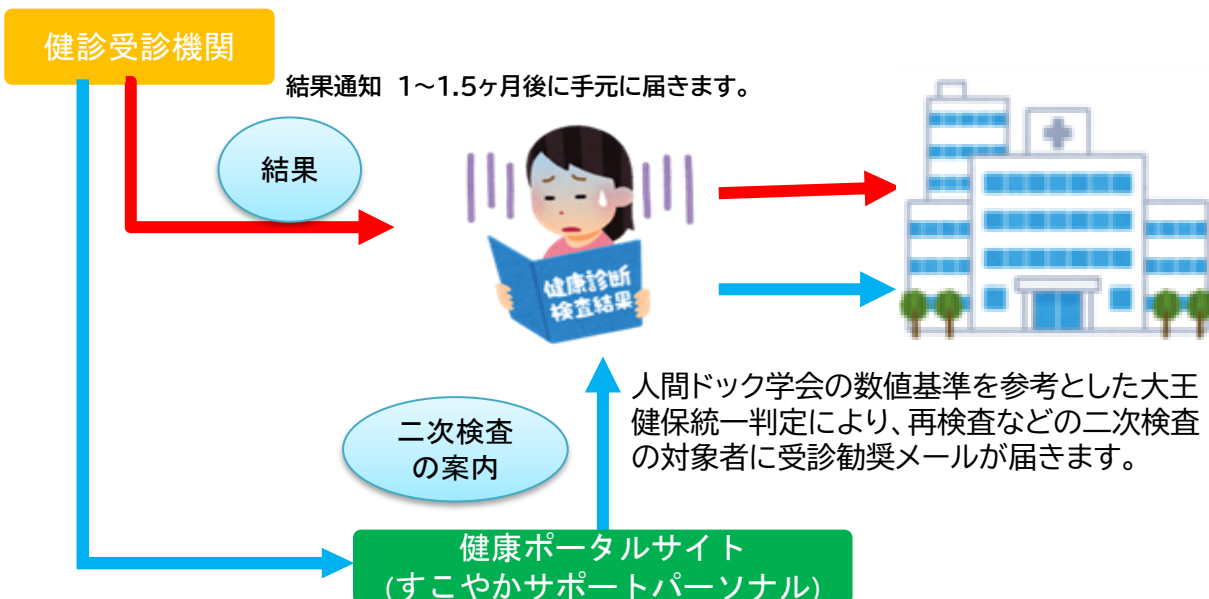 健診受診機関
結果通知 1～1.5ヶ月後に手元に届きます。
結果
健康診断
検査結果
人間ドック学会の数値基準を参考とした大王
健保統一判定により、再検査などの二次検査
の対象者に受診勧奨メールが届きます。
二次検査
の案内
健康ポータルサイト
(すこやかサポートパーソナル)